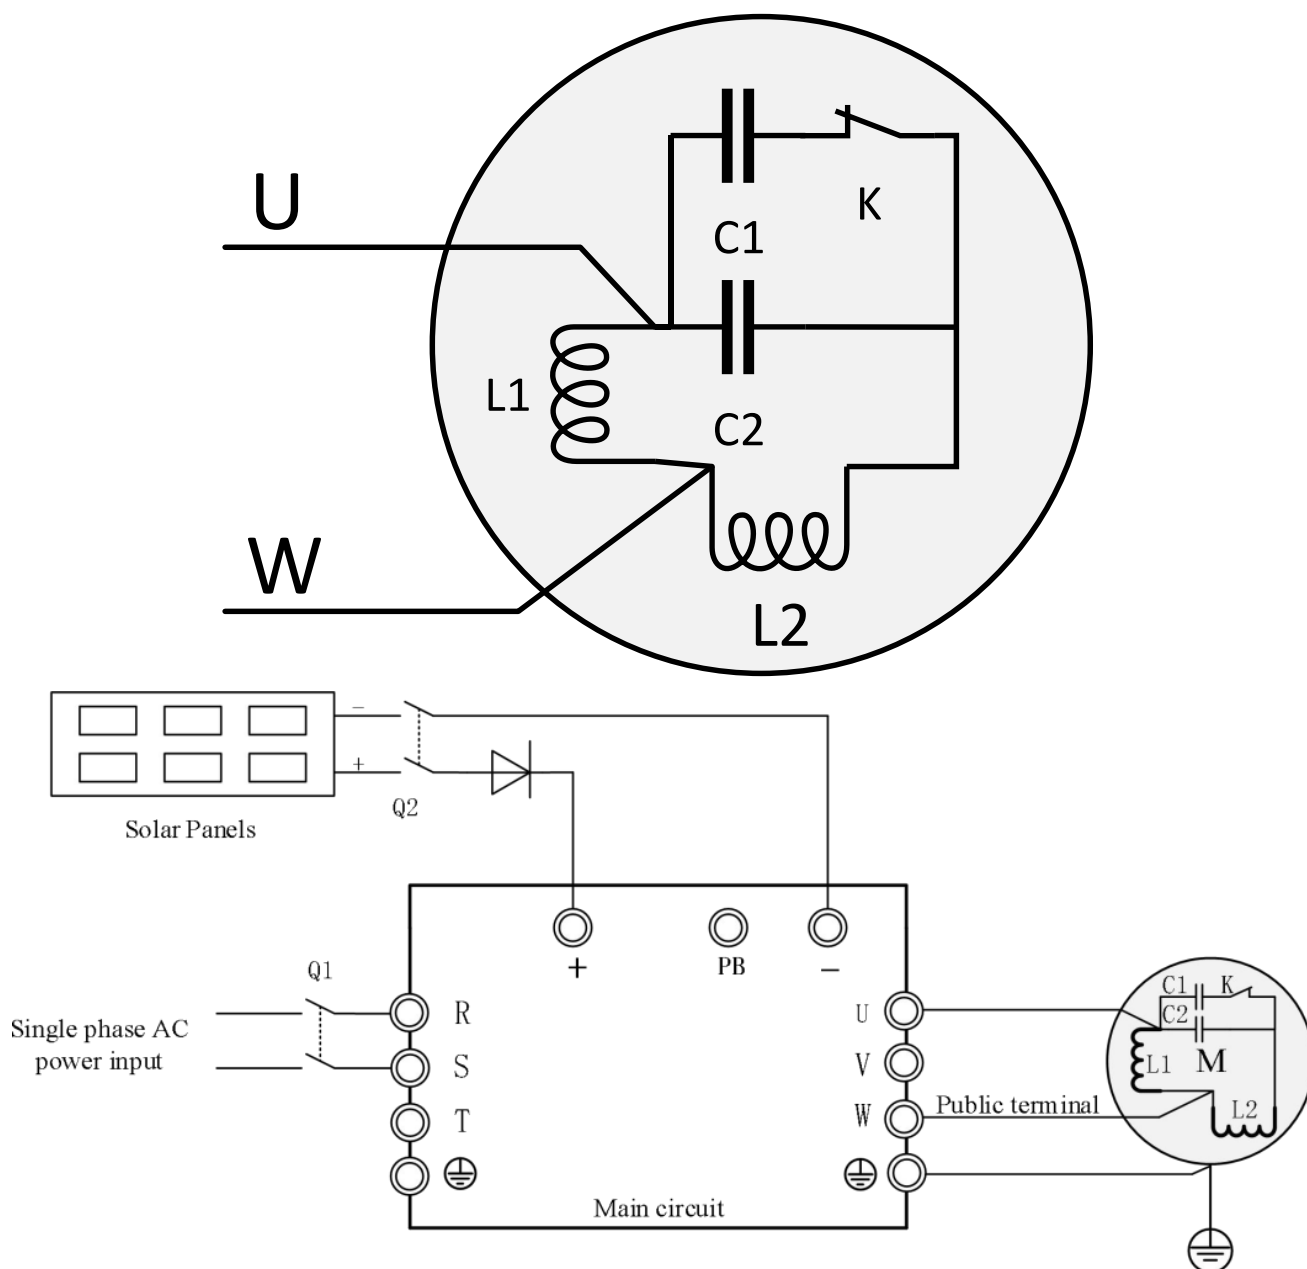 U
K
C1
L1
C2
W
L2
−
+
Q2
Solar Panels
+
PB
−
Q1
Single phase AC
power input
R
S
T
U
V
W
Public terminal
Main circuit
C1
K
C2
L1
M
L2